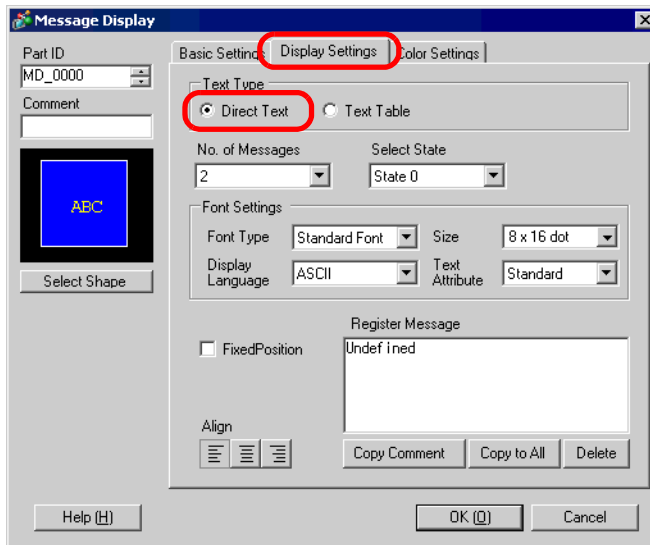 Message Display
Part ID
MD_0000
Comment
ABC
Select Shape
Basic Settings Display Settings Color Settings
Text Type
Direct Text Text Table
No. of Messages Select State
2 State 0
Font Settings
Font Type Standard Font Size 8 x 16 dot
Display Language ASCII Text Attribute Standard
Register Message
FixedPosition Undefined
Align
Copy Comment Copy to All Delete
Help (H) OK (O) Cancel